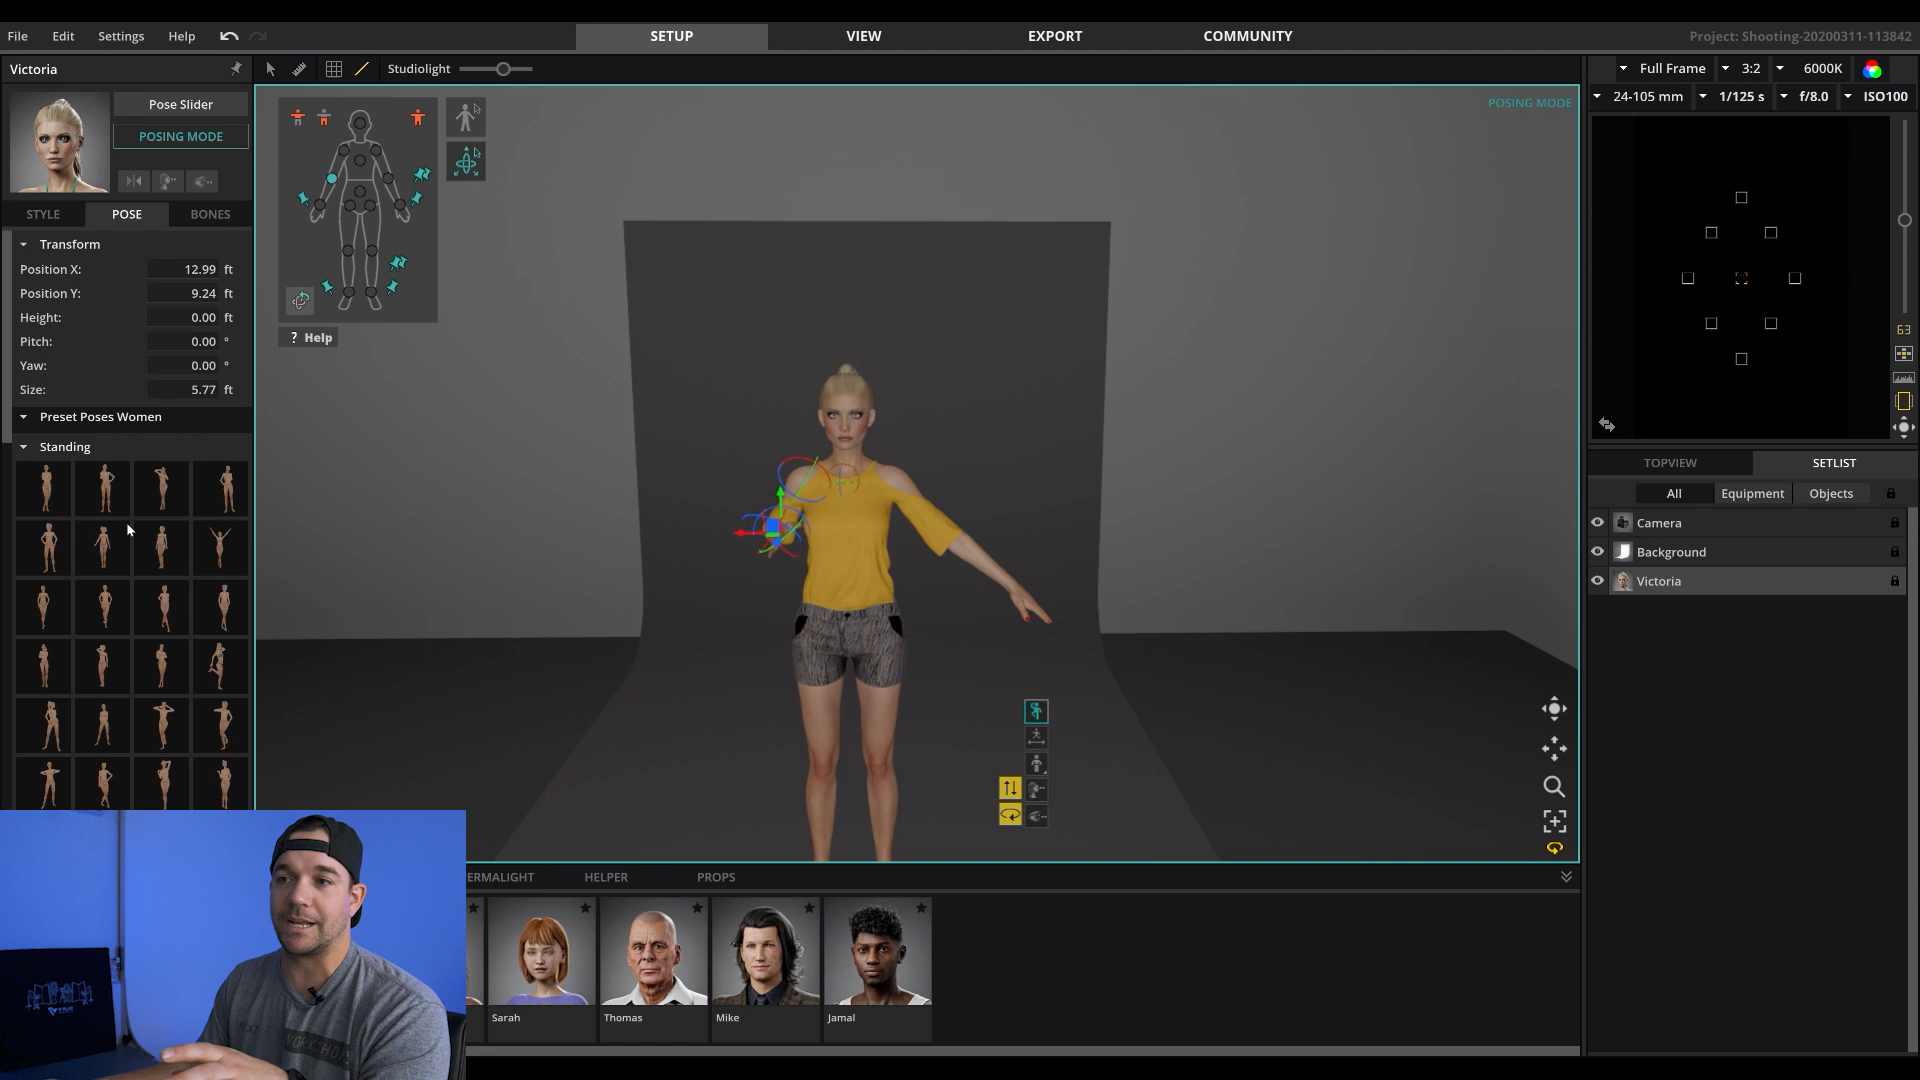 File Edit Settings Help
SETUP VIEW EXPORT COMMUNITY
Project: Shooting-20200311-113842
Victoria
Studiolight
Full Frame 3:2 6000K
24-105 mm 1/125 s f/8.0 ISO100
Pose Slider
POSING MODE
STYLE POSE BONES
Transform
Position X: 12.99 ft
Position Y: 9.24 ft
Height: 0.00 ft
Pitch: 0.00 °
Yaw: 0.00 °
Size: 5.77 ft
Preset Poses Women
Standing
POSING MODE
? Help
63
TOPVIEW SETLIST
All Equipment Objects
Camera
Background
Victoria
ERMALIGHT HELPER PROPS
Sarah Thomas Mike Jamal
WORKSHOPS